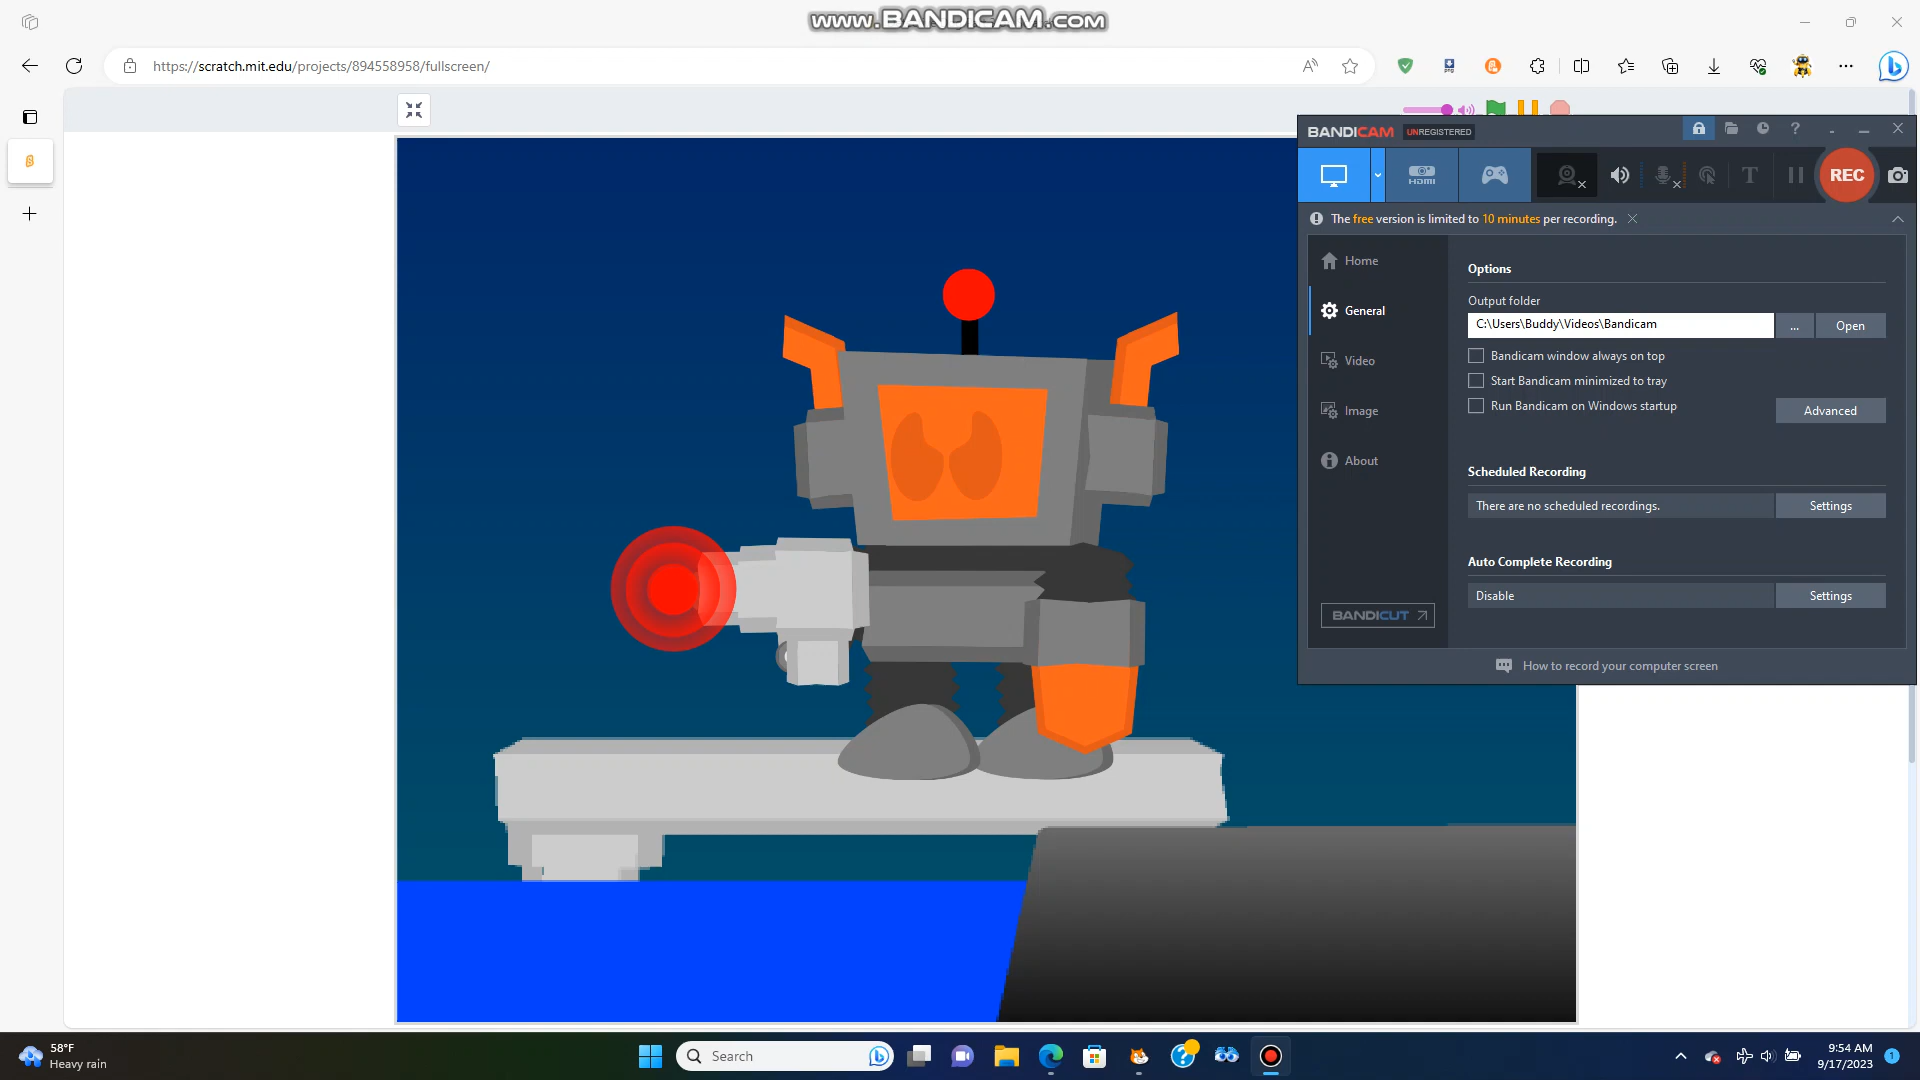 www.BANDICAM.com
https://scratch.mit.edu/projects/894558958/fullscreen/
BANDICAM UNREGISTERED
HDMI
REC
The free version is limited to 10 minutes per recording.
Home
General
Video
Image
About
BANDICUT
Options
Output folder
C:\Users\Buddy\Videos\Bandicam
...
Open
Bandicam window always on top
Start Bandicam minimized to tray
Run Bandicam on Windows startup
Advanced
Scheduled Recording
There are no scheduled recordings.
Settings
Auto Complete Recording
Disable
Settings
How to record your computer screen
58°F
Heavy rain
Search
9:54 AM
9/17/2023
1